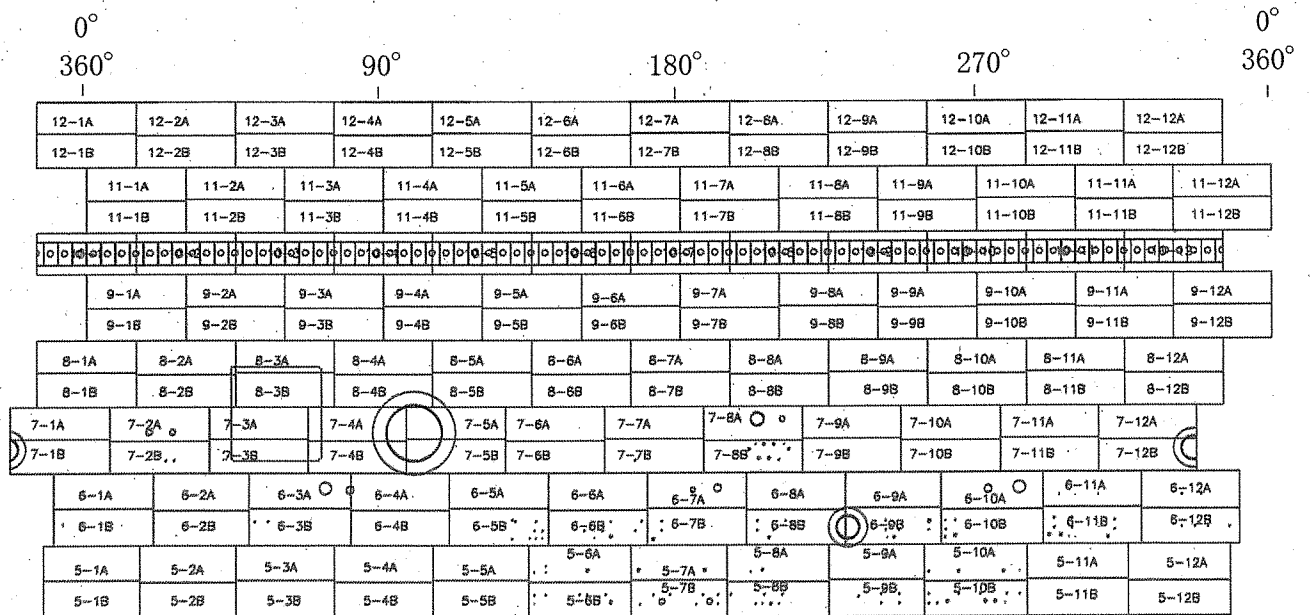 0° 0°
360° 90° 180° 270° 360°
12-1A 12-2A 12-3A 12-4A 12-5A 12-6A 12-7A 12-8A 12-9A 12-10A 12-11A 12-12A
12-1B 12-2B 12-3B 12-4B 12-5B 12-6B 12-7B 12-8B 12-9B 12-10B 12-11B 12-12B
11-1A 11-2A 11-3A 11-4A 11-5A 11-6A 11-7A 11-8A 11-9A 11-10A 11-11A 11-12A
11-1B 11-2B 11-3B 11-4B 11-5B 11-6B 11-7B 11-8B 11-9B 11-10B 11-11B 11-12B
9-1A 9-2A 9-3A 9-4A 9-5A 9-6A 9-7A 9-8A 9-9A 9-10A 9-11A 9-12A
9-1B 9-2B 9-3B 9-4B 9-5B 9-6B 9-7B 9-8B 9-9B 9-10B 9-11B 9-12B
8-1A 8-2A 8-3A 8-4A 8-5A 8-6A 8-7A 8-8A 8-9A 8-10A 8-11A 8-12A
8-1B 8-2B 8-3B 8-4B 8-5B 8-6B 8-7B 8-8B 8-9B 8-10B 8-11B 8-12B
7-1A 7-2A 7-3A 7-4A 7-5A 7-6A 7-7A 7-8A 7-9A 7-10A 7-11A 7-12A
7-1B 7-2B 7-3B 7-4B 7-5B 7-6B 7-7B 7-8B 7-9B 7-10B 7-11B 7-12B
6-1A 6-2A 6-3A 6-4A 6-5A 6-6A 6-7A 6-8A 6-9A 6-10A 6-11A 6-12A
6-1B 6-2B 6-3B 6-4B 6-5B 6-6B 6-7B 6-8B 6-9B 6-10B 6-11B 6-12B
5-1A 5-2A 5-3A 5-4A 5-5A 5-6A 5-7A 5-8A 5-9A 5-10A 5-11A 5-12A
5-1B 5-2B 5-3B 5-4B 5-5B 5-6B 5-7B 5-8B 5-9B 5-10B 5-11B 5-12B